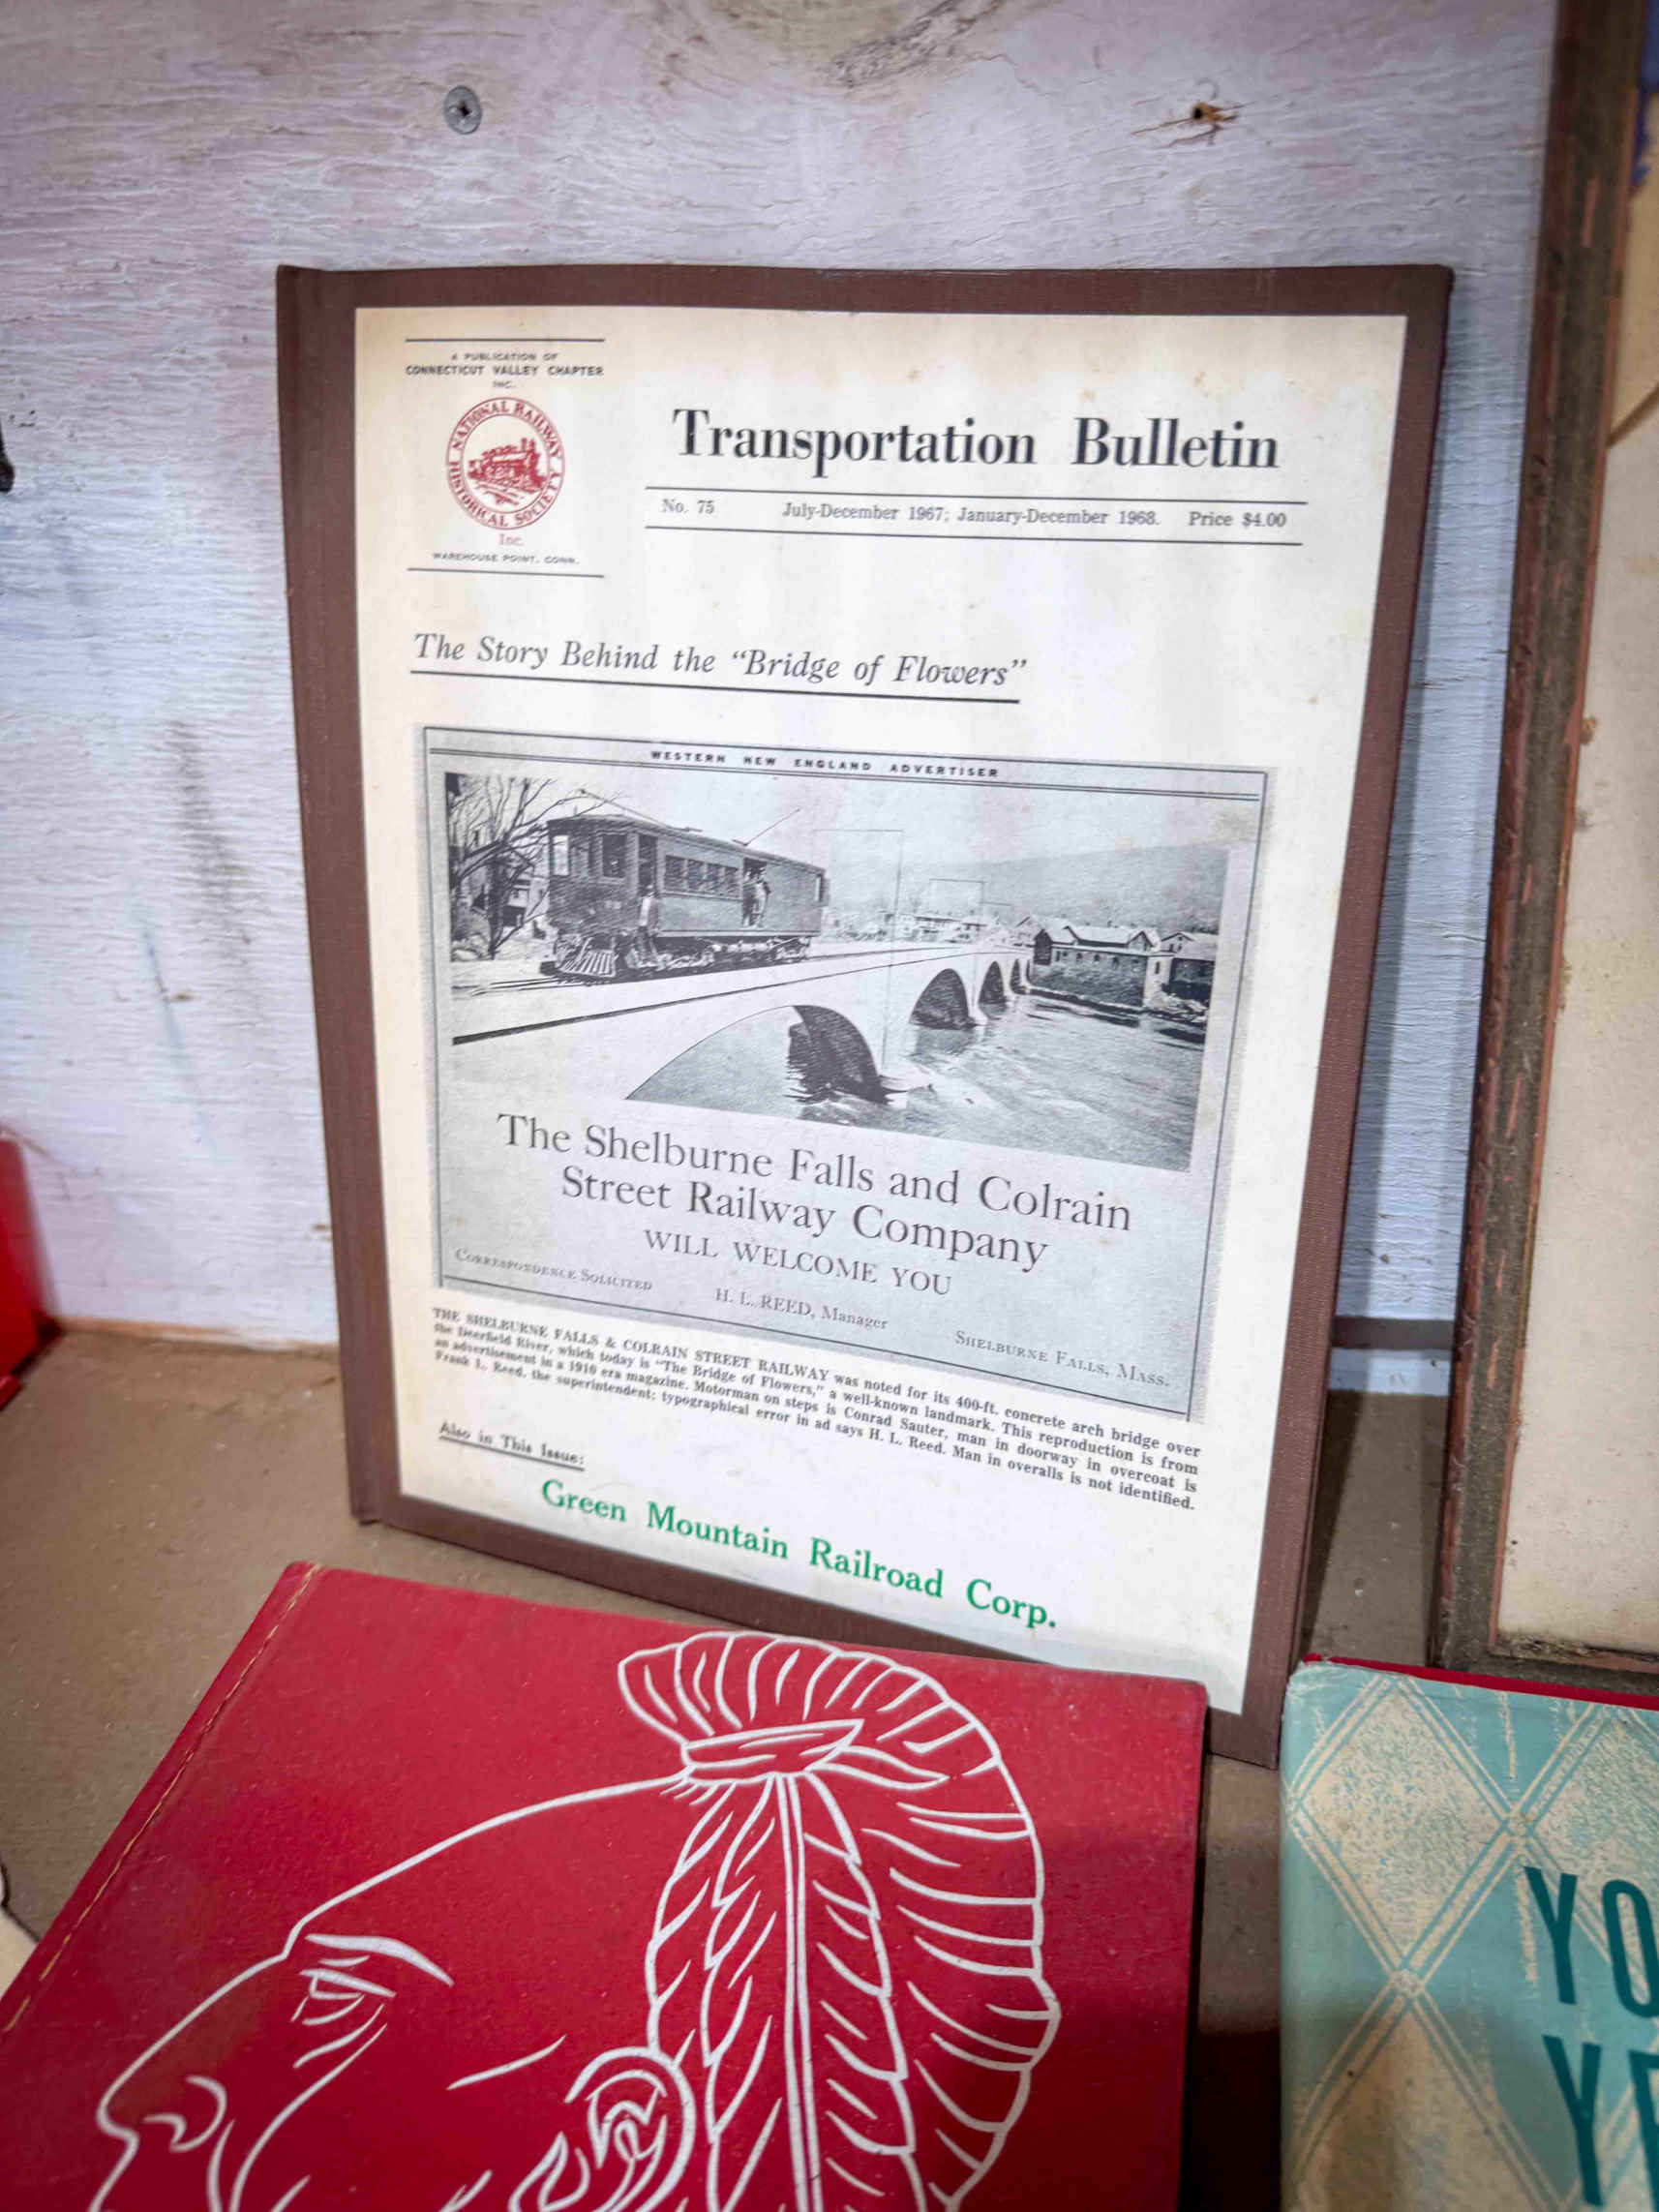 A PUBLICATION OF
CONNECTICUT VALLEY CHAPTER
INC.
NATIONAL RAILWAY HISTORICAL SOCIETY
Inc.
WAREHOUSE POINT, CONN.
Transportation Bulletin
No. 75 July-December 1967; January-December 1968. Price $4.00
The Story Behind the "Bridge of Flowers"
WESTERN NEW ENGLAND ADVERTISER
The Shelburne Falls and Colrain
Street Railway Company
WILL WELCOME YOU
CORRESPONDENCE SOLICITED H. L. REED, Manager SHELBURNE FALLS, MASS.
THE SHELBURNE FALLS & COLRAIN STREET RAILWAY was noted for its 400-ft. concrete arch bridge over
the Deerfield River, which today is "The Bridge of Flowers," a well-known landmark. This reproduction is from
an advertisement in a 1910 era magazine. Motorman on steps is Conrad Sauter, man in doorway in overcoat is
Frank L. Reed, the superintendent; typographical error in ad says H. L. Reed. Man in overalls is not identified.
Also in This Issue:
Green Mountain Railroad Corp.
YO
YE